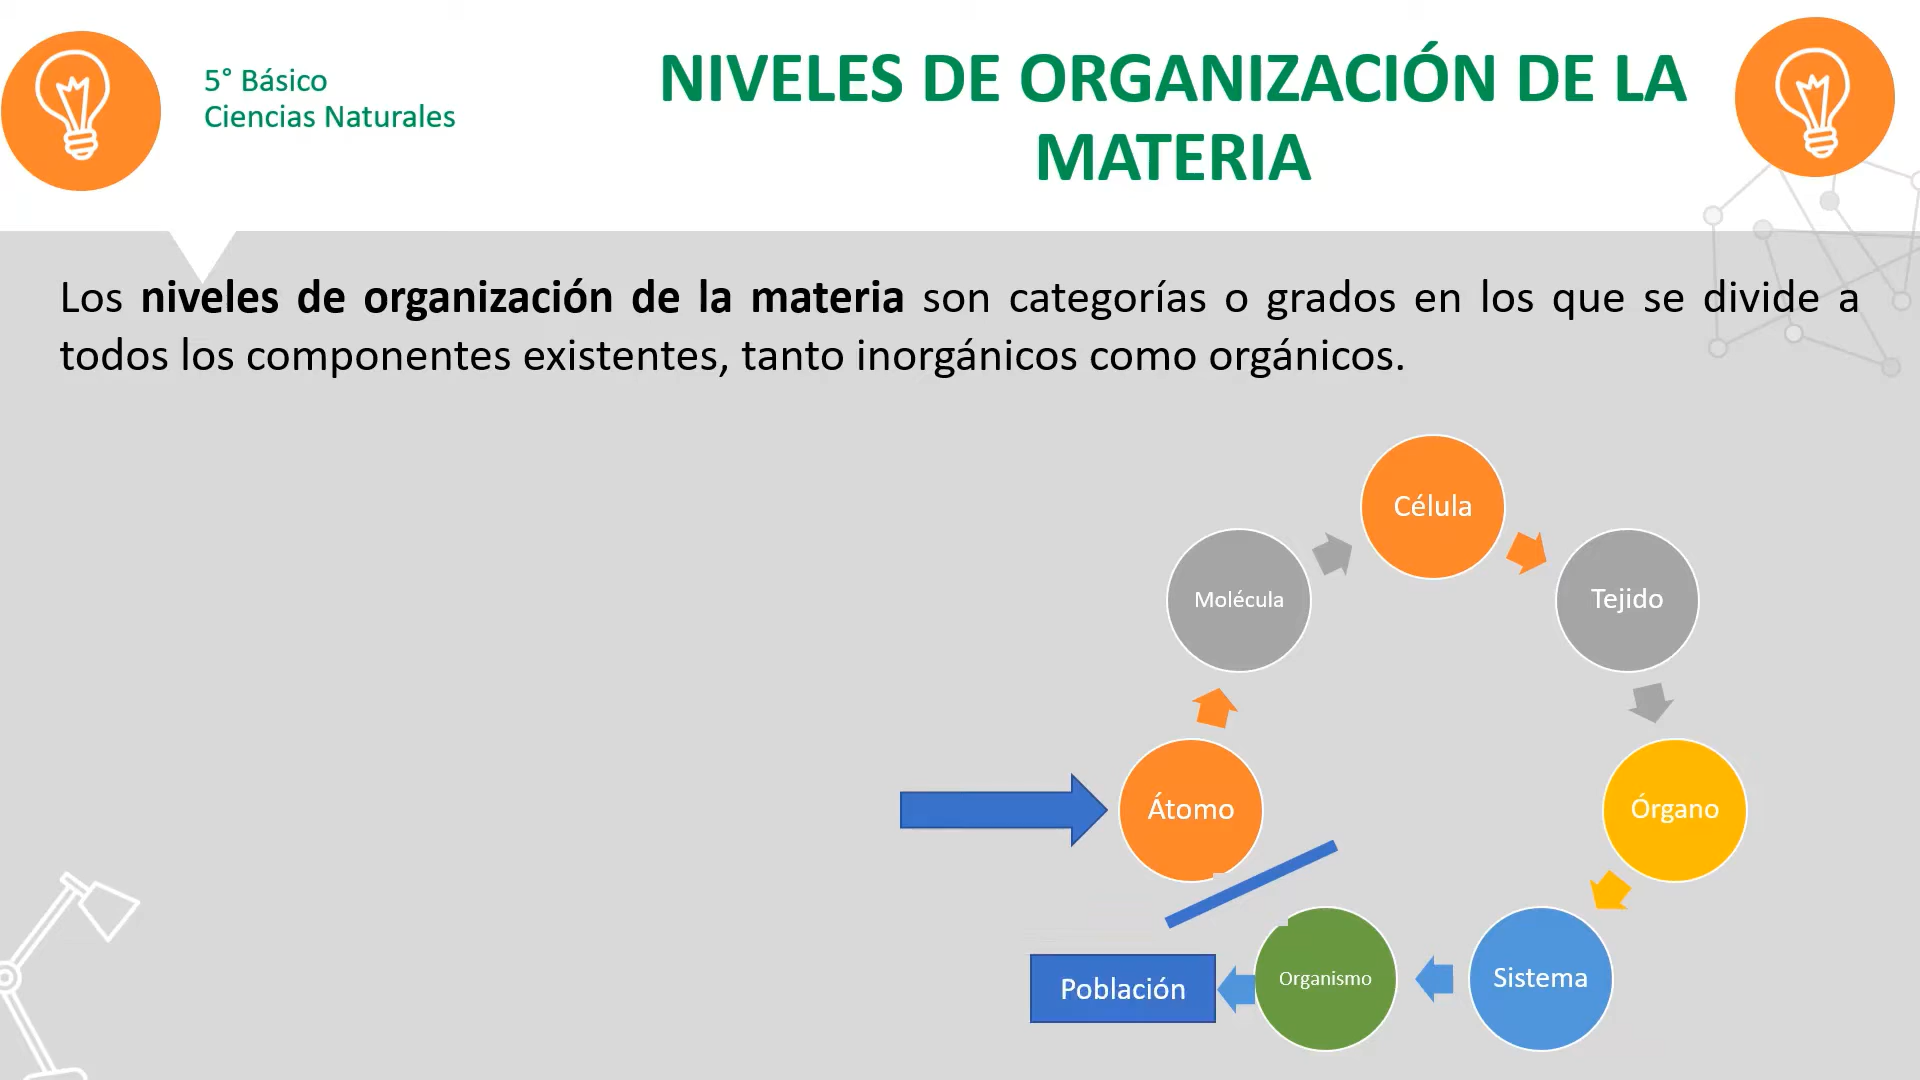 5° Básico
Ciencias Naturales
NIVELES DE ORGANIZACIÓN DE LA
MATERIA
Los niveles de organización de la materia son categorías o grados en los que se divide a
todos los componentes existentes, tanto inorgánicos como orgánicos.
Célula
Molécula
Tejido
Átomo
Órgano
Población
Organismo
Sistema